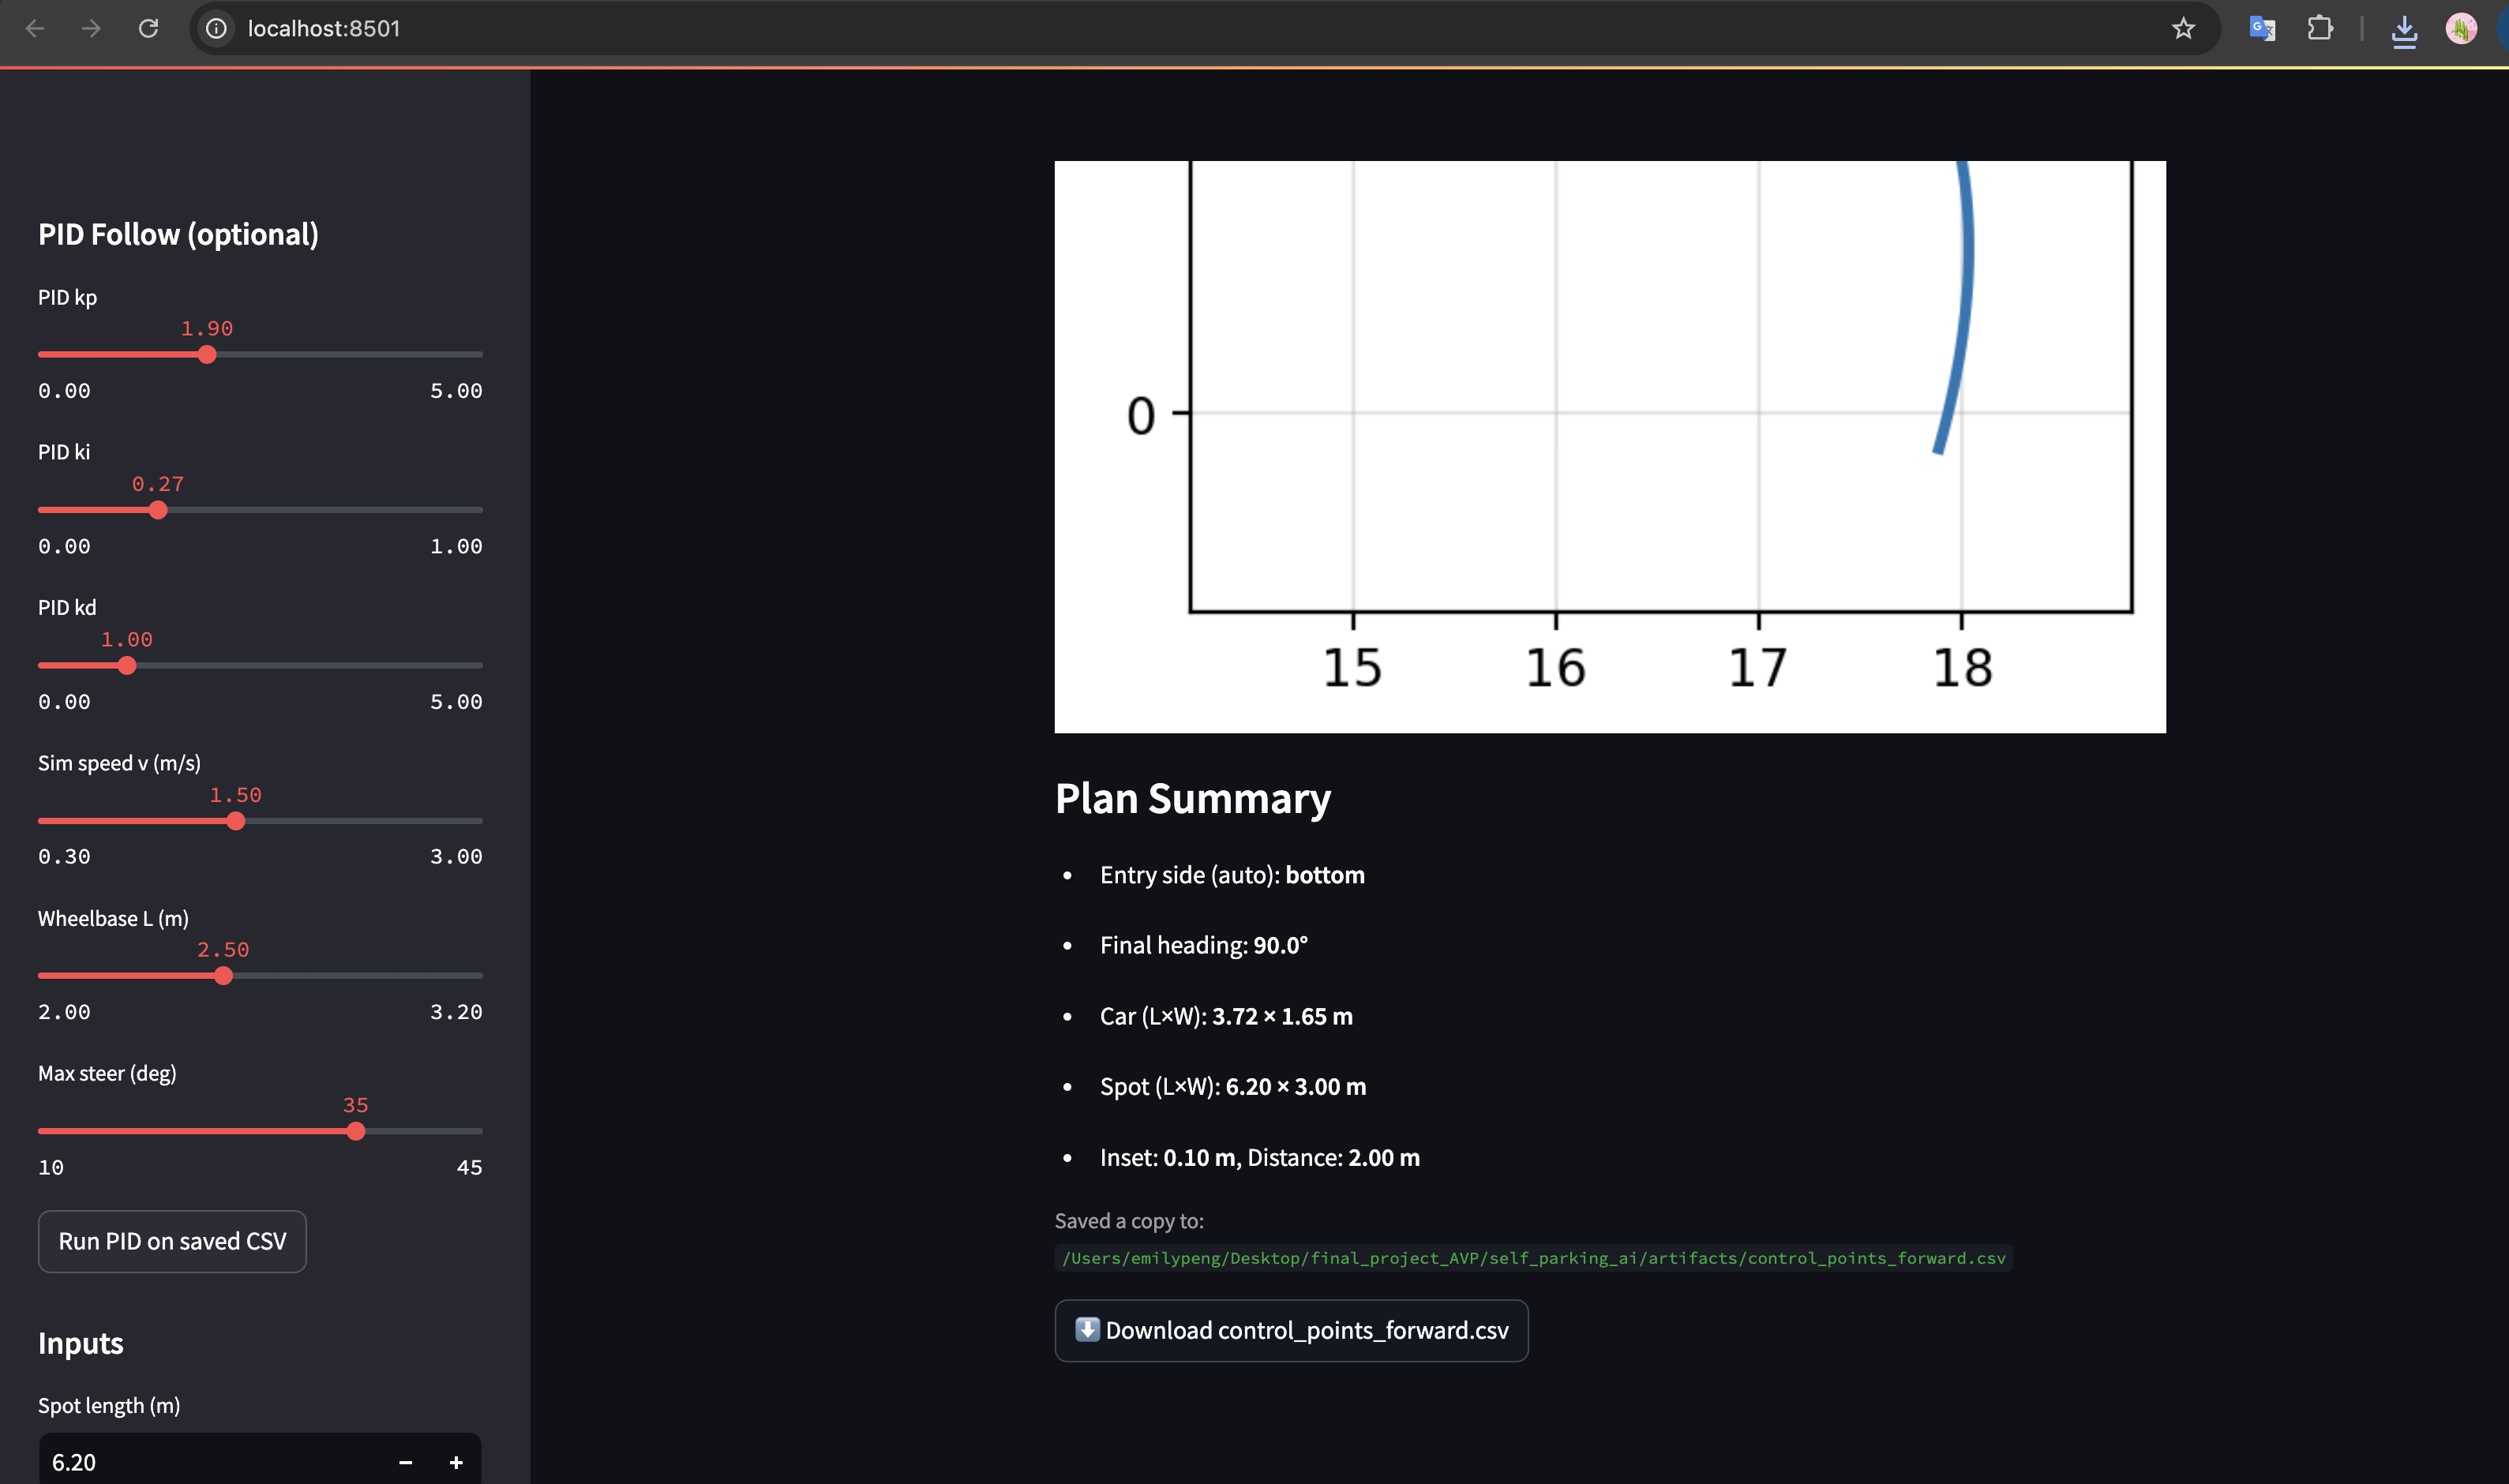 localhost:8501
PID Follow (optional)
PID kp
1.90
0.00 5.00
PID ki
0.27
0.00 1.00
PID kd
1.00
0.00 5.00
Sim speed v (m/s)
1.50
0.30 3.00
Wheelbase L (m)
2.50
2.00 3.20
Max steer (deg)
35
10 45
Run PID on saved CSV
Inputs
Spot length (m)
6.20 − +
0
15 16 17 18
Plan Summary
• Entry side (auto): bottom
• Final heading: 90.0°
• Car (L×W): 3.72 × 1.65 m
• Spot (L×W): 6.20 × 3.00 m
• Inset: 0.10 m, Distance: 2.00 m
Saved a copy to:
/Users/emilypeng/Desktop/final_project_AVP/self_parking_ai/artifacts/control_points_forward.csv
⬇️ Download control_points_forward.csv